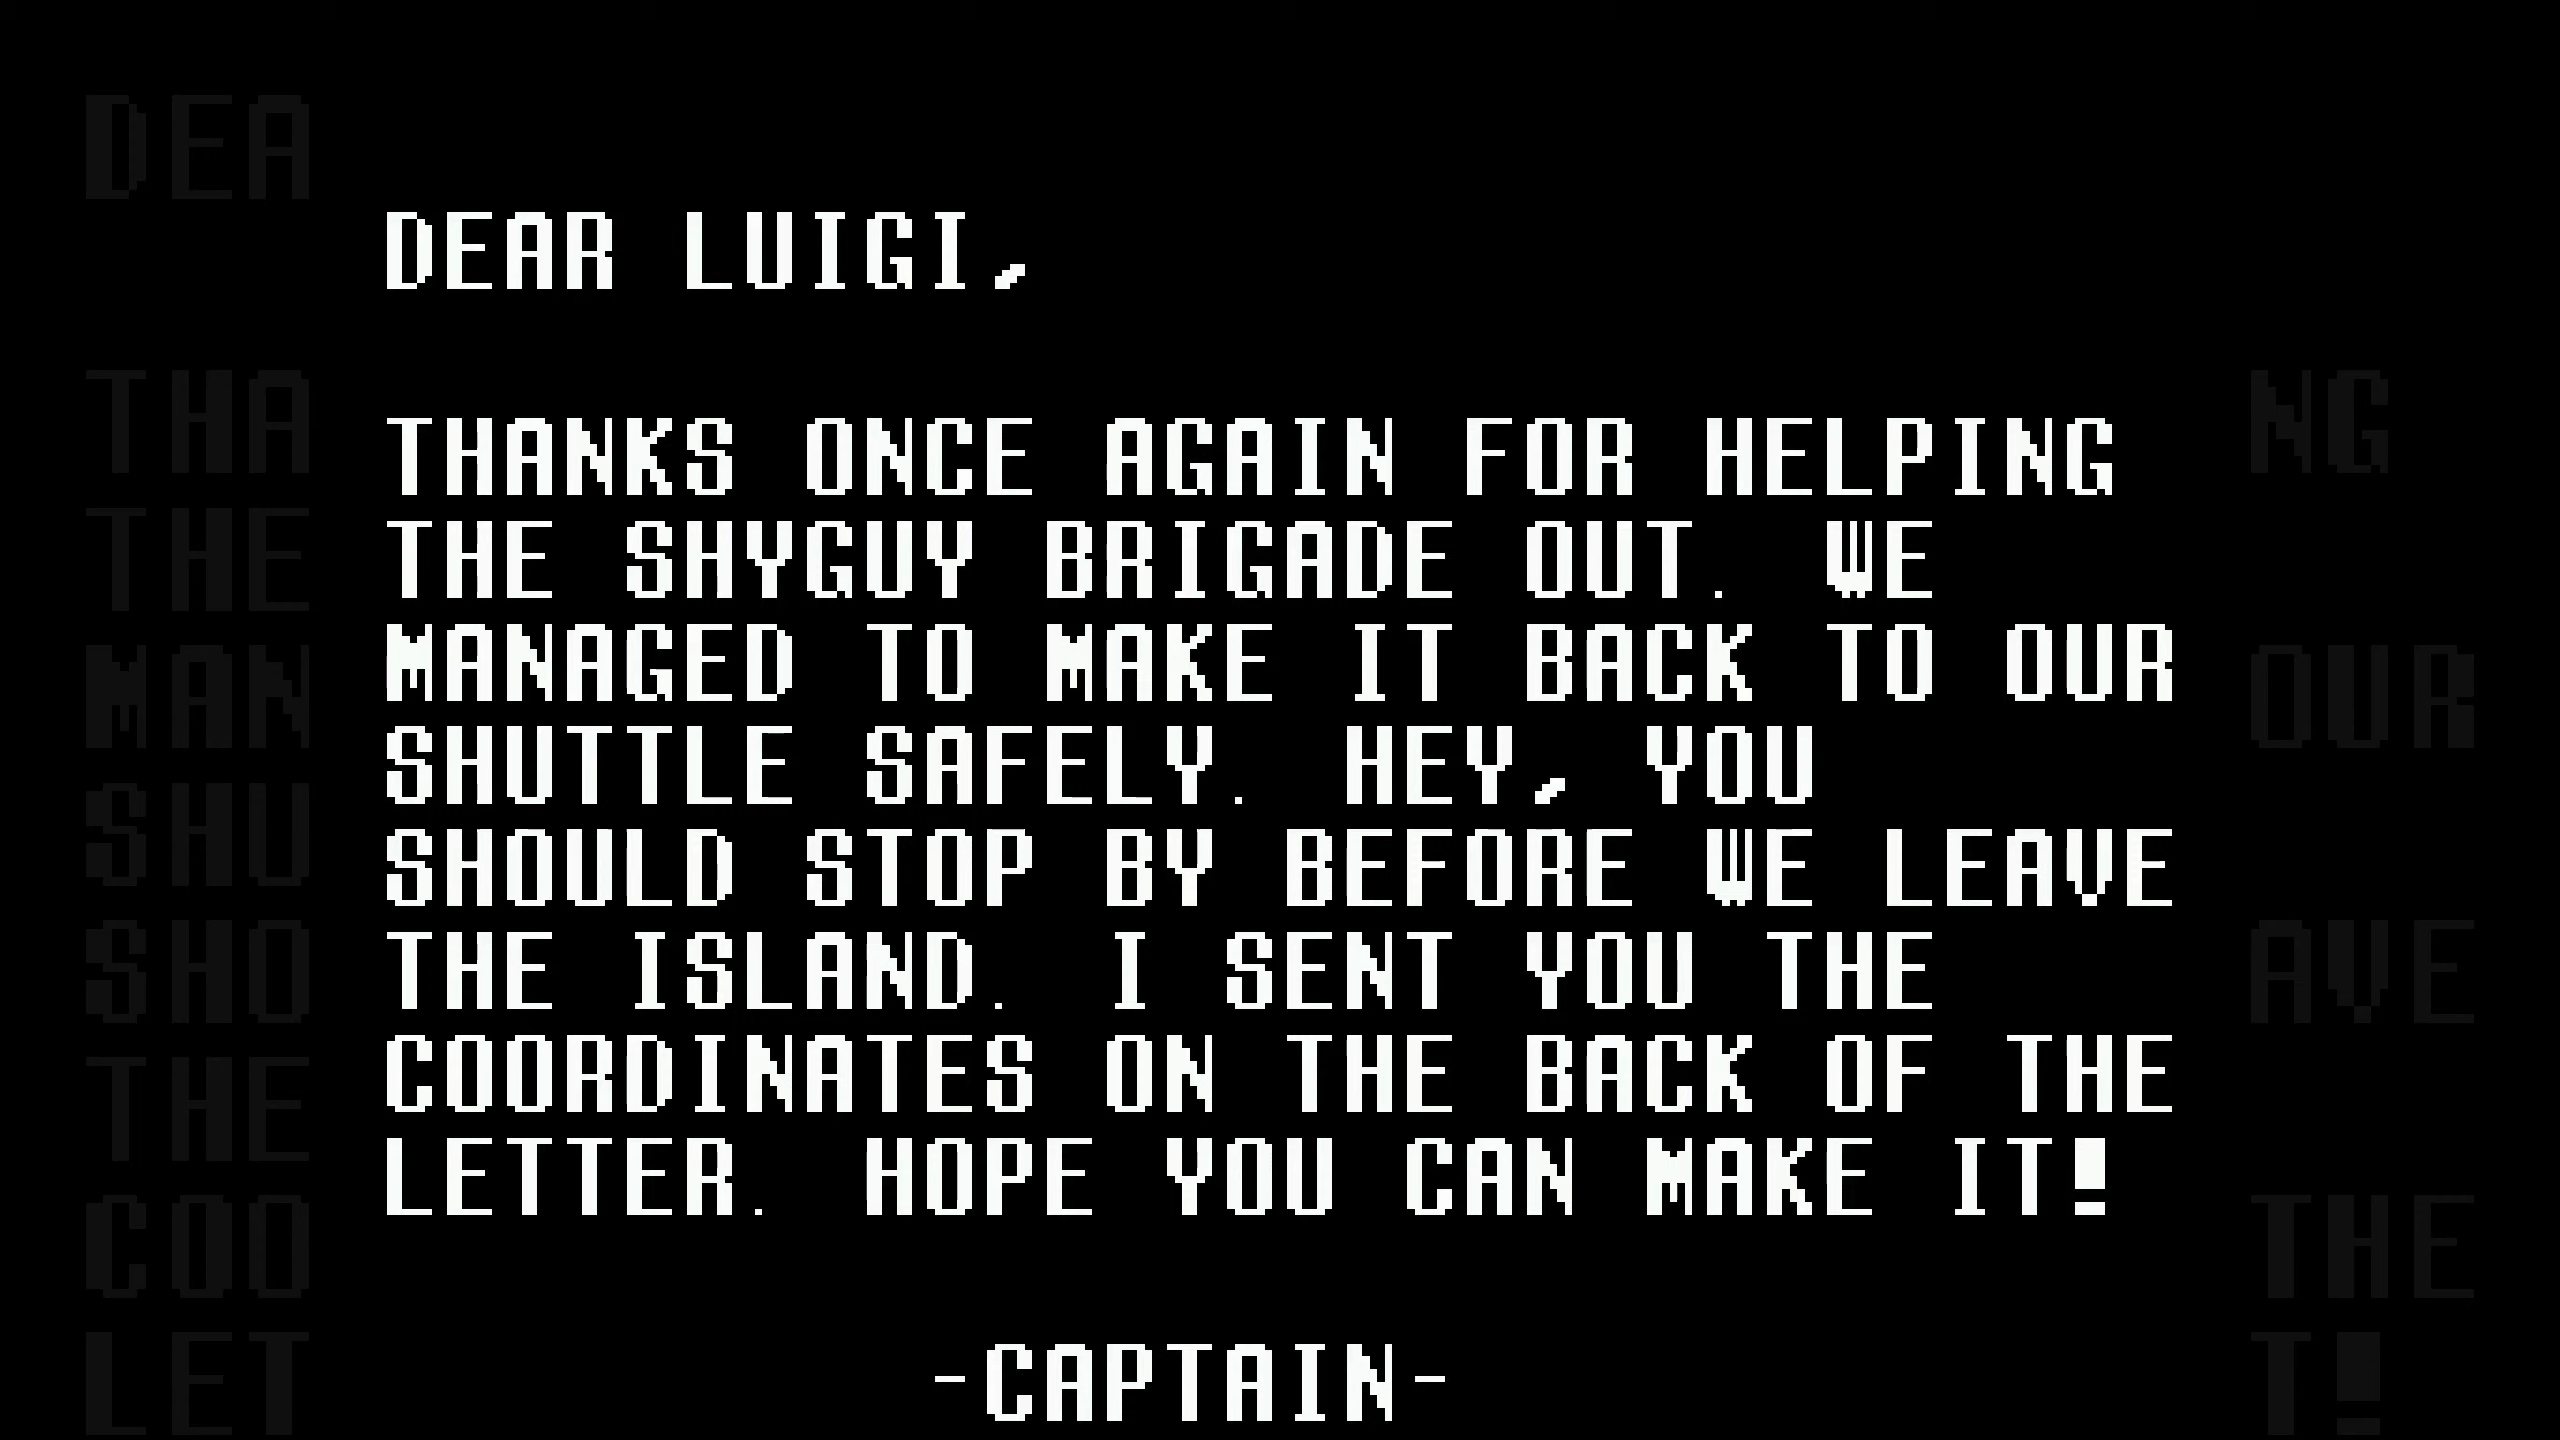 DEAR LUIGI,
THANKS ONCE AGAIN FOR HELPING
THE SHYGUY BRIGADE OUT. WE
MANAGED TO MAKE IT BACK TO OUR
SHUTTLE SAFELY. HEY, YOU
SHOULD STOP BY BEFORE WE LEAVE
THE ISLAND. I SENT YOU THE
COORDINATES ON THE BACK OF THE
LETTER. HOPE YOU CAN MAKE IT!
-CAPTAIN-